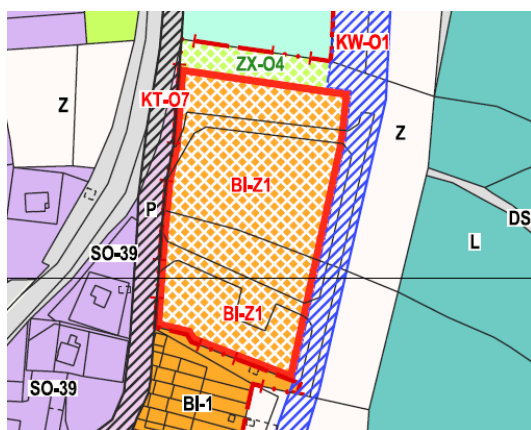 KW-O1
ZX-O4
KT-O7
Z
Z
BI-Z1
P
DS
L
SO-39
BI-Z1
SO-39
BI-1